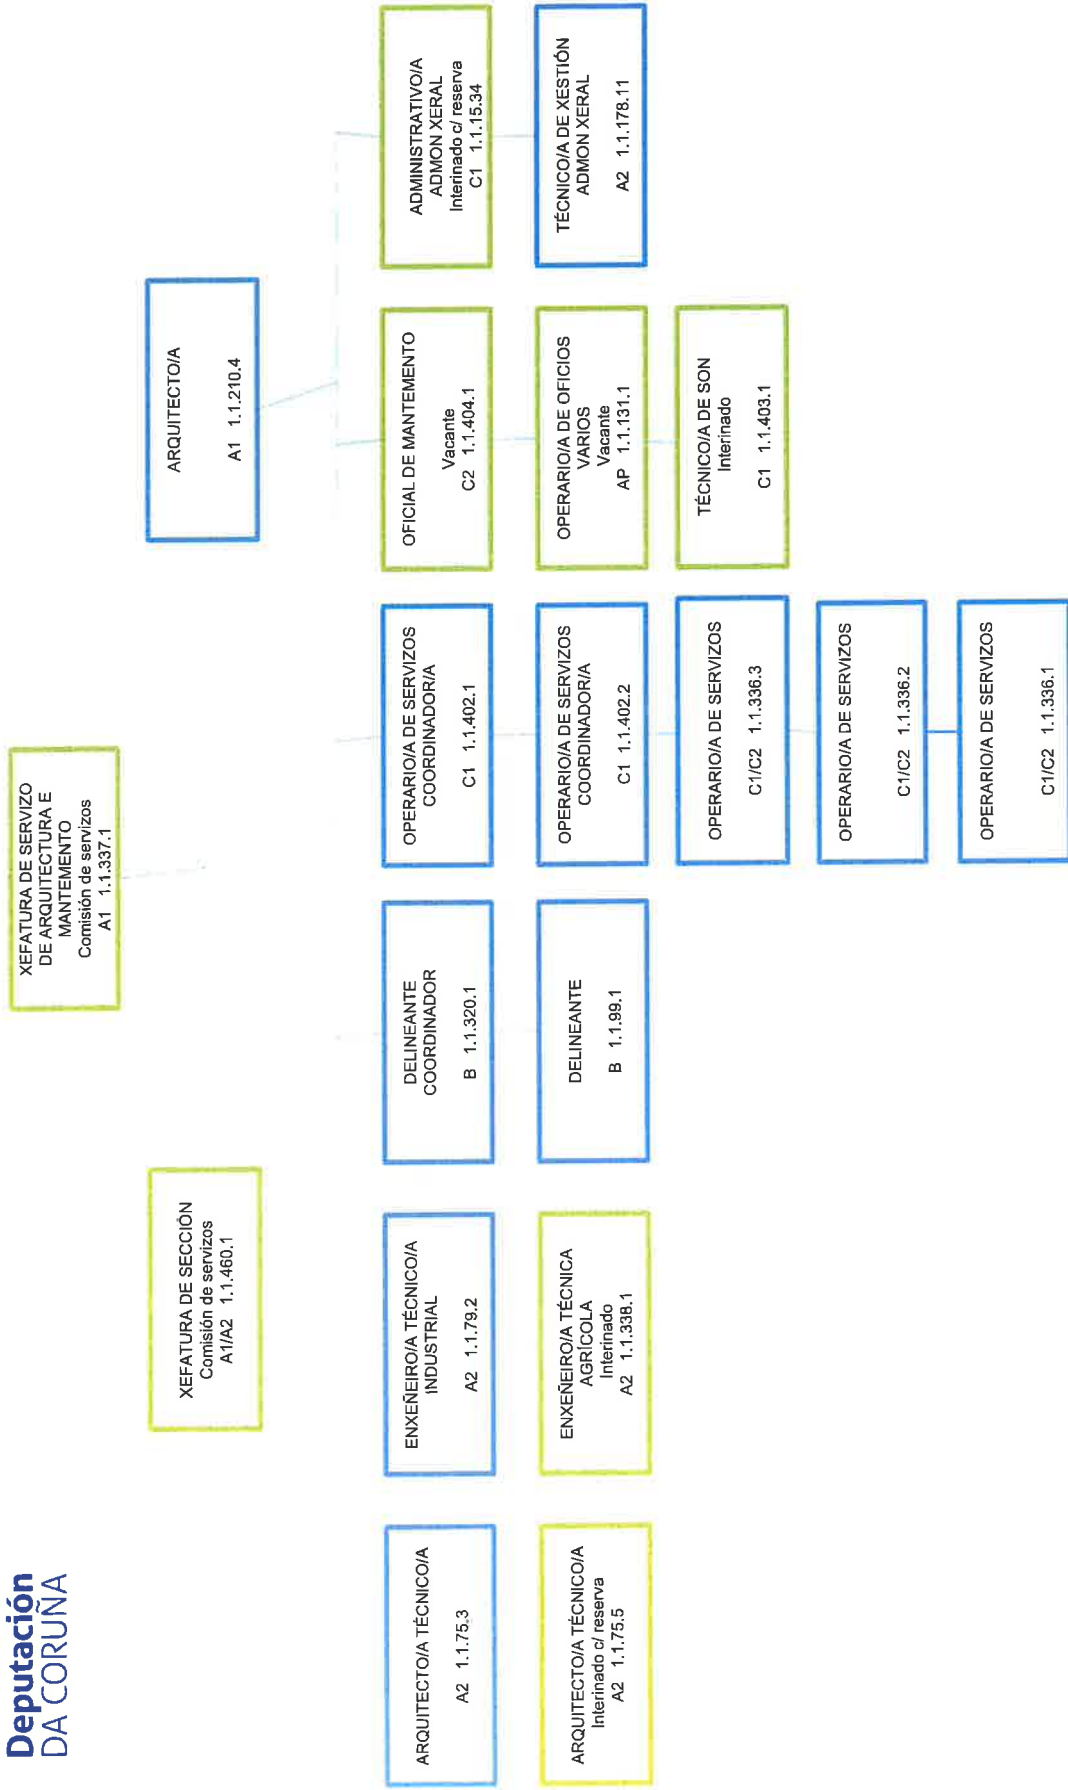 Deputación
DA CORUÑA
XEFATURA DE SERVIZO
DE ARQUITECTURA E
MANTEMENTO
Comisión de servizos
A1 1.1.337.1
XEFATURA DE SECCIÓN
Comisión de servizos
A1/A2 1.1.460.1
ARQUITECTO/A
A1 1.1.210.4
ARQUITECTO/A TÉCNICO/A
A2 1.1.75.3
ENXEÑEIRO/A TÉCNICO/A
INDUSTRIAL
A2 1.1.79.2
DELINEANTE
COORDINADOR
B 1.1.320.1
OPERARIO/A DE SERVIZOS
COORDINADOR/A
C1 1.1.402.1
OFICIAL DE MANTEMENTO
Vacante
C2 1.1.404.1
ADMINISTRATIVO/A
ADMON XERAL
Interinado c/ reserva
C1 1.1.15.34
ARQUITECTO/A TÉCNICO/A
Interinado c/ reserva
A2 1.1.75.5
ENXEÑEIRO/A TÉCNICA
AGRÍCOLA
Interinado
A2 1.1.338.1
DELINEANTE
B 1.1.99.1
OPERARIO/A DE SERVIZOS
COORDINADOR/A
C1 1.1.402.2
OPERARIO/A DE OFICIOS
VARIOS
Vacante
AP 1.1.131.1
TÉCNICO/A DE XESTIÓN
ADMON XERAL
A2 1.1.178.11
OPERARIO/A DE SERVIZOS
C1/C2 1.1.336.3
TÉCNICO/A DE SON
Interinado
C1 1.1.403.1
OPERARIO/A DE SERVIZOS
C1/C2 1.1.336.2
OPERARIO/A DE SERVIZOS
C1/C2 1.1.336.1